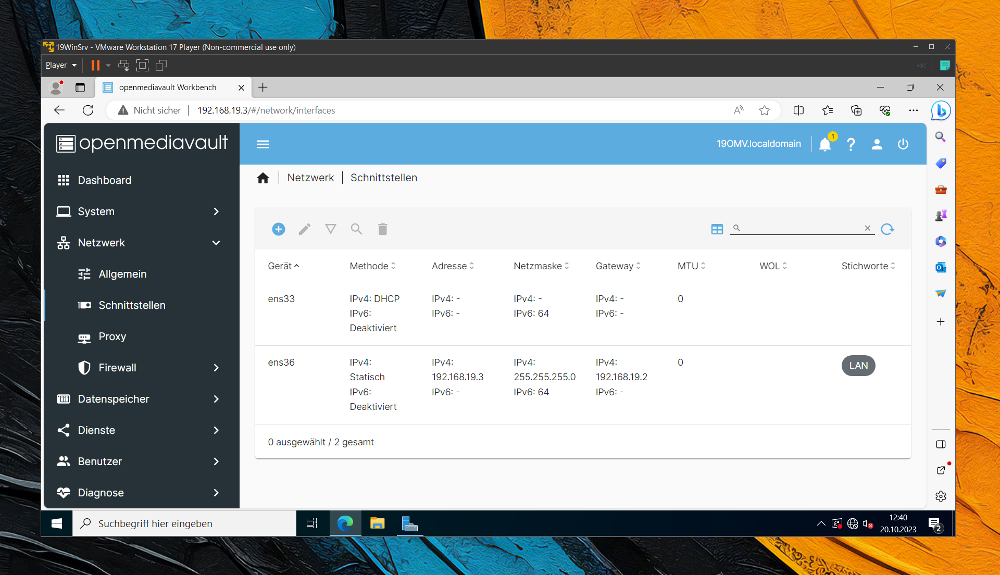 19WinSrv - VMware Workstation 17 Player (Non-commercial use only)
Player
openmediavault Workbench
Nicht sicher | 192.168.19.3/#/network/interfaces
openmediavault
19OMV.localdomain
1
?
Netzwerk | Schnittstellen
Dashboard
System
Netzwerk
Allgemein
Schnittstellen
Proxy
Firewall
Datenspeicher
Dienste
Benutzer
Diagnose
Gerät Methode Adresse Netzmaske Gateway MTU WOL Stichworte
ens33 IPv4: DHCP IPv4: - IPv4: - IPv4: - 0
IPv6: IPv6: - IPv6: 64 IPv6: -
Deaktiviert
ens36 IPv4: IPv4: IPv4: IPv4: 0 LAN
Statisch 192.168.19.3 255.255.255.0 192.168.19.2
IPv6: IPv6: - IPv6: 64 IPv6: -
Deaktiviert
0 ausgewählt / 2 gesamt
Suchbegriff hier eingeben
12:40
20.10.2023
2